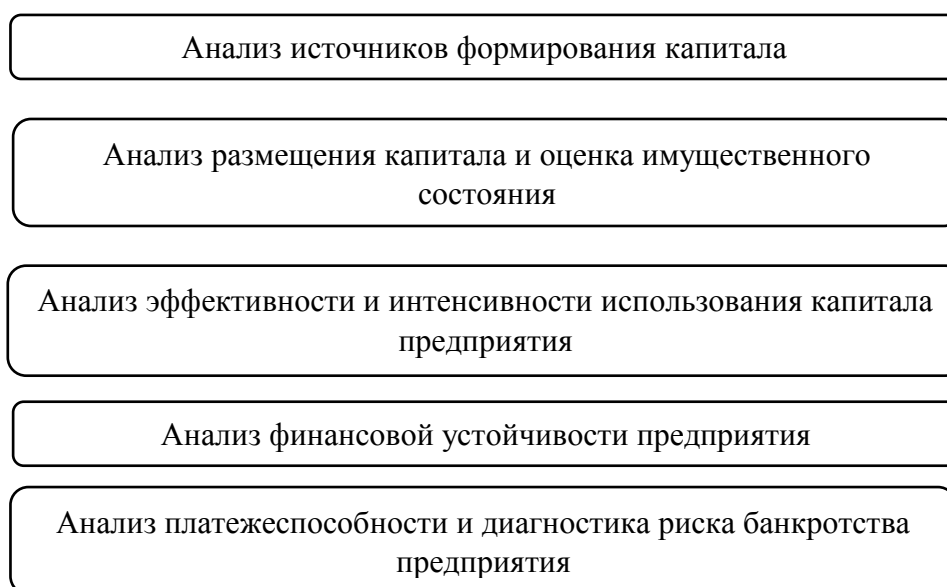 Анализ источников формирования капитала
Анализ размещения капитала и оценка имущественного
состояния
Анализ эффективности и интенсивности использования капитала
предприятия
Анализ финансовой устойчивости предприятия
Анализ платежеспособности и диагностика риска банкротства
предприятия